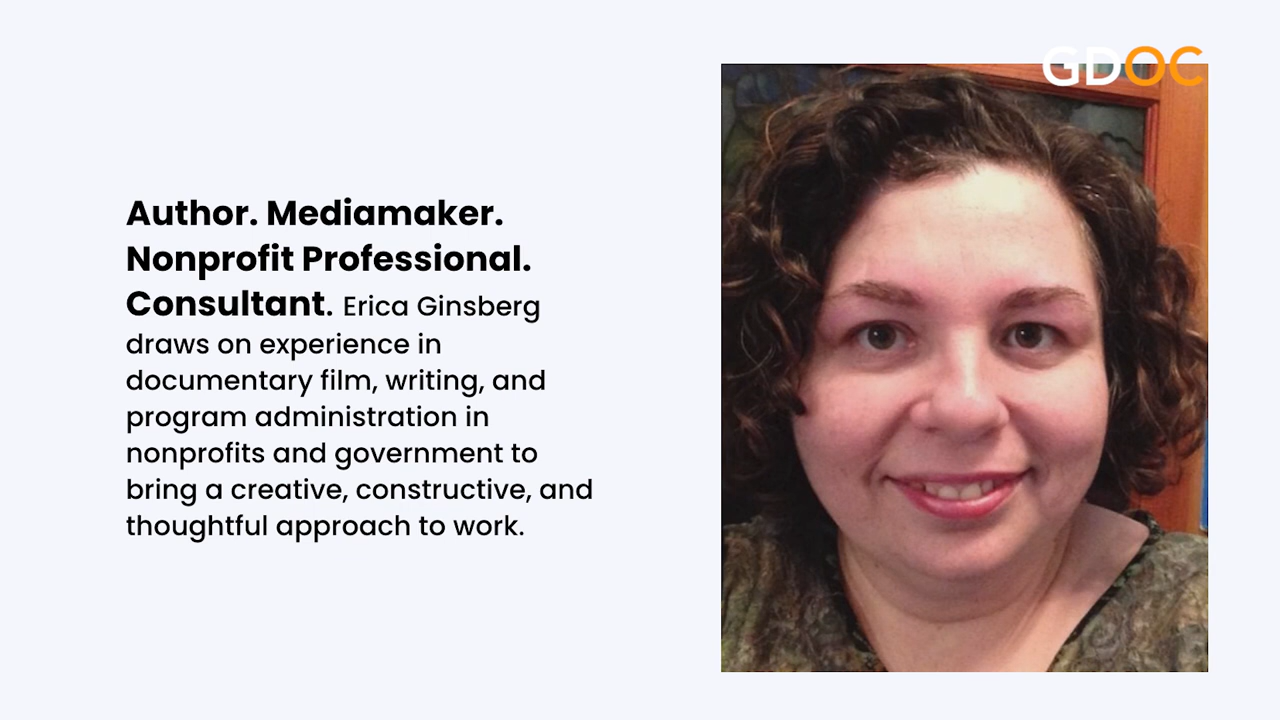 GDOC
Author. Mediamaker.
Nonprofit Professional.
Consultant. Erica Ginsberg
draws on experience in
documentary film, writing, and
program administration in
nonprofits and government to
bring a creative, constructive, and
thoughtful approach to work.